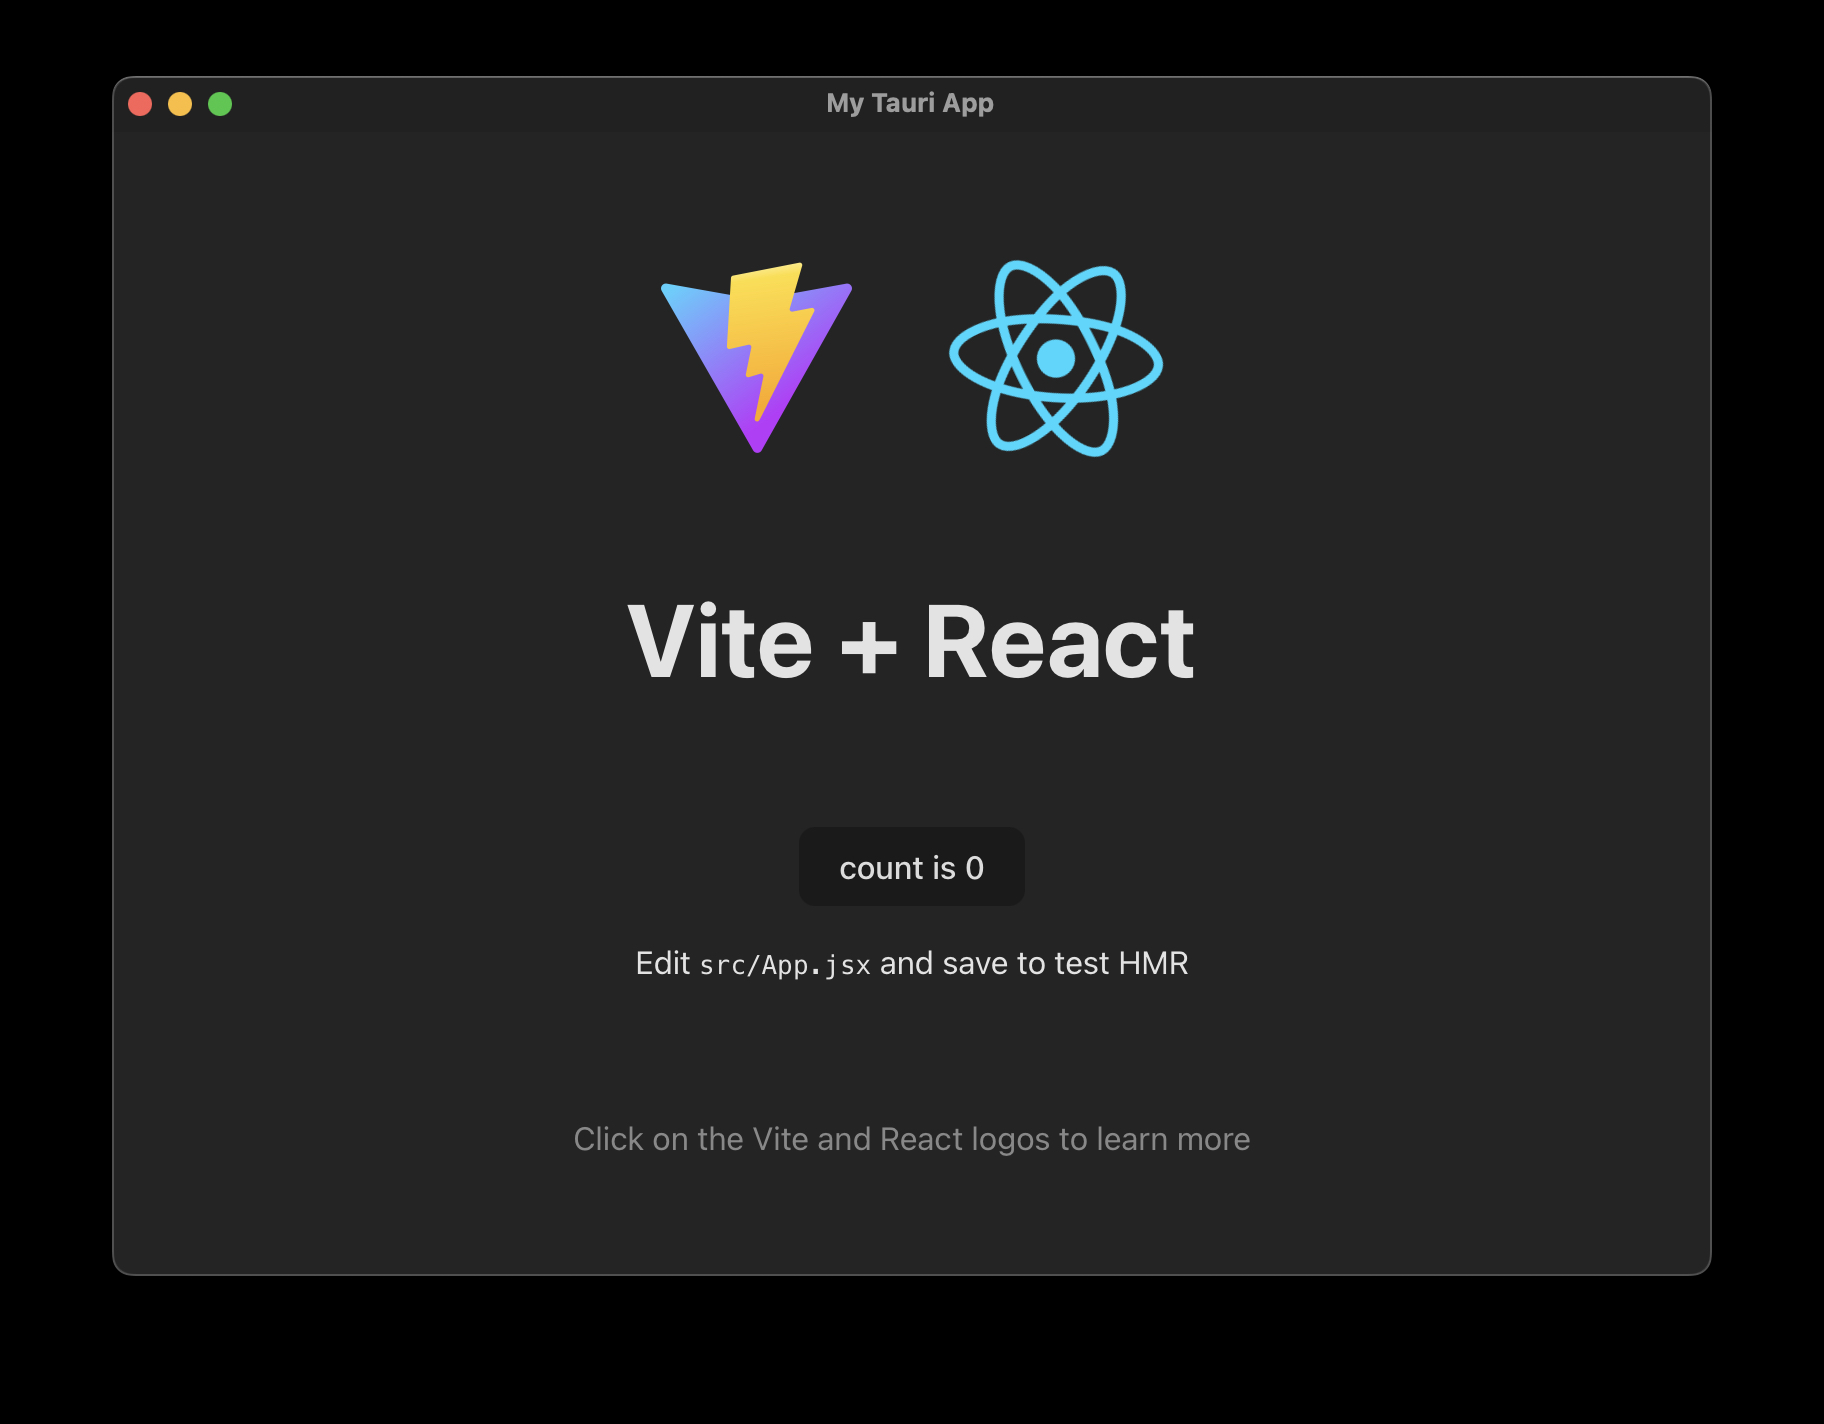 My Tauri App
Vite + React
count is 0
Edit src/App.jsx and save to test HMR
Click on the Vite and React logos to learn more